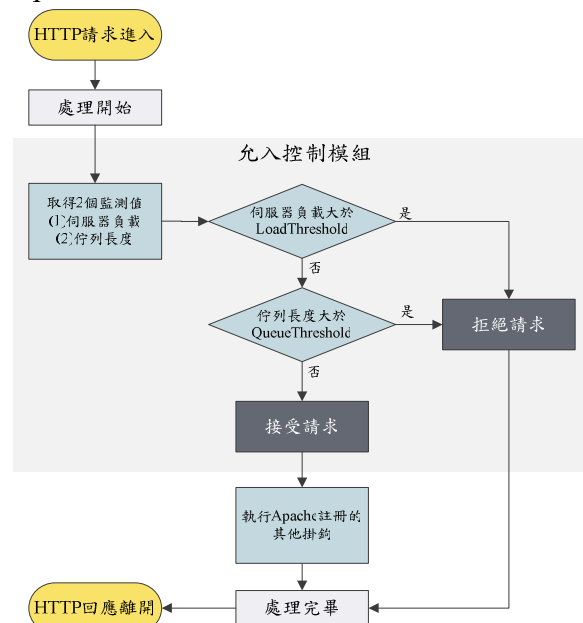 HTTP請求進入
處理開始
允入控制模組
取得2個監測值
(1)伺服器負載
(2)佇列長度
伺服器負載大於
LoadThreshold
是
否
佇列長度大於
QueueThreshold
是
拒絕請求
否
接受請求
執行Apache註冊的
其他掛鉤
HTTP回應離開
處理完畢